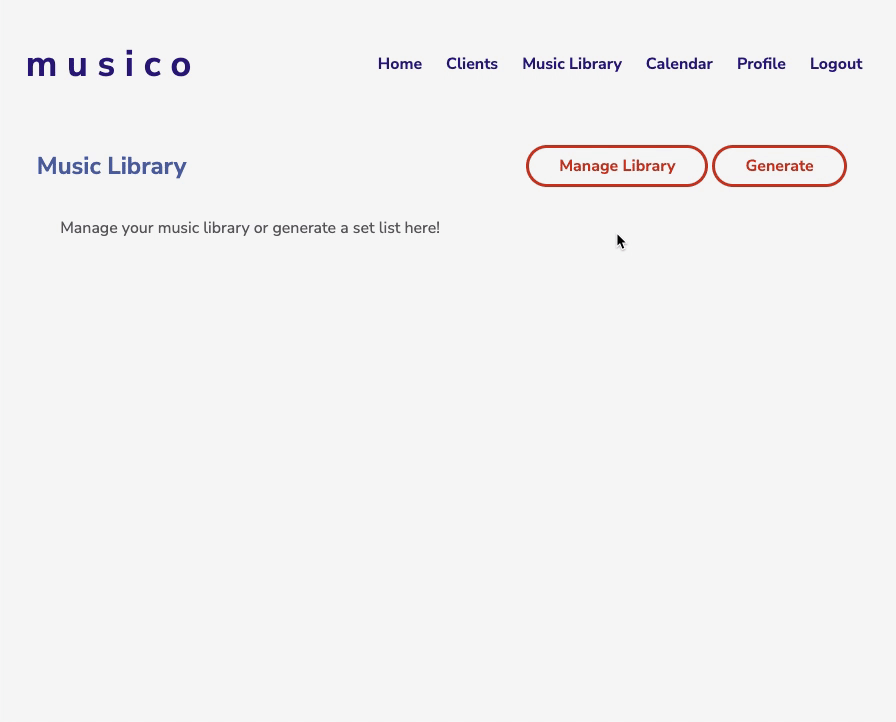 musico
Home Clients Music Library Calendar Profile Logout
Music Library
Manage Library Generate
Manage your music library or generate a set list here!